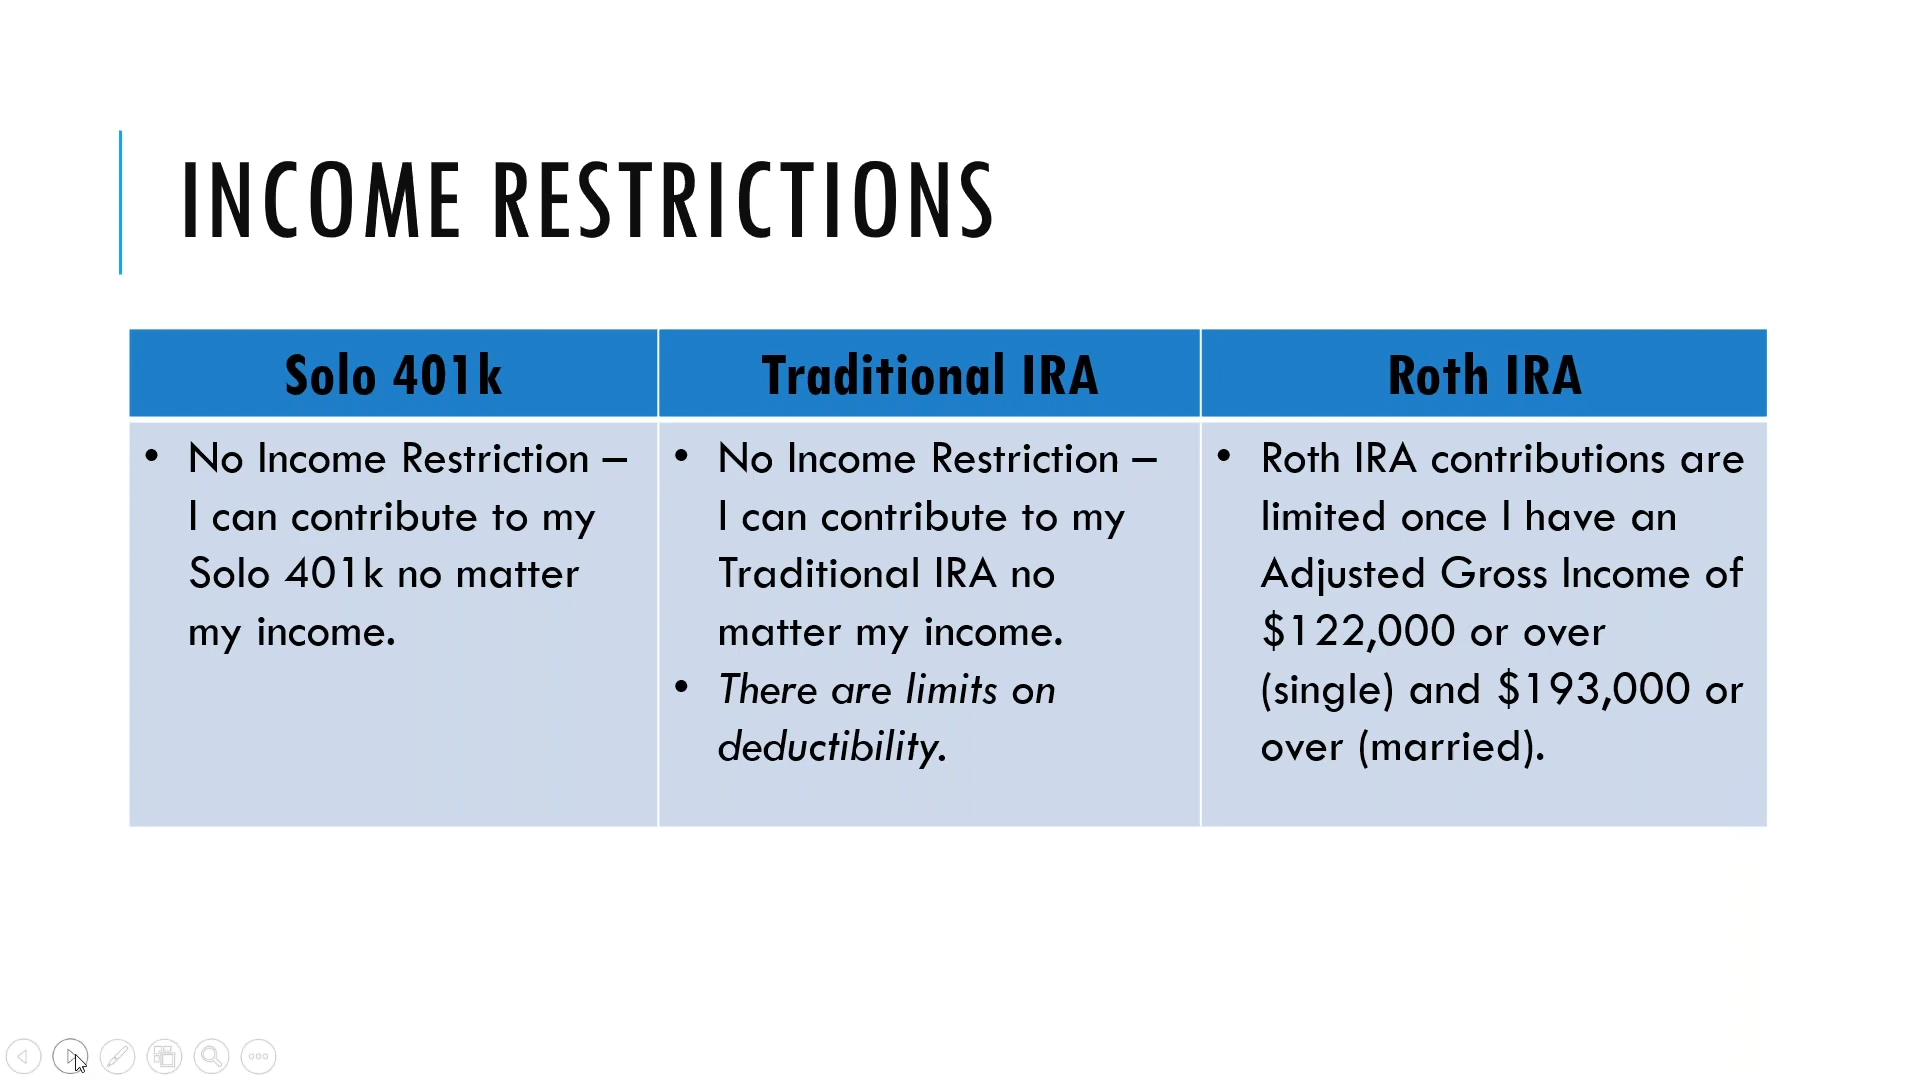 INCOME RESTRICTIONS
Solo 401k
• No Income Restriction –
I can contribute to my
Solo 401k no matter
my income.
Traditional IRA
• No Income Restriction –
I can contribute to my
Traditional IRA no
matter my income.
• There are limits on
deductibility.
Roth IRA
• Roth IRA contributions are
limited once I have an
Adjusted Gross Income of
$122,000 or over
(single) and $193,000 or
over (married).